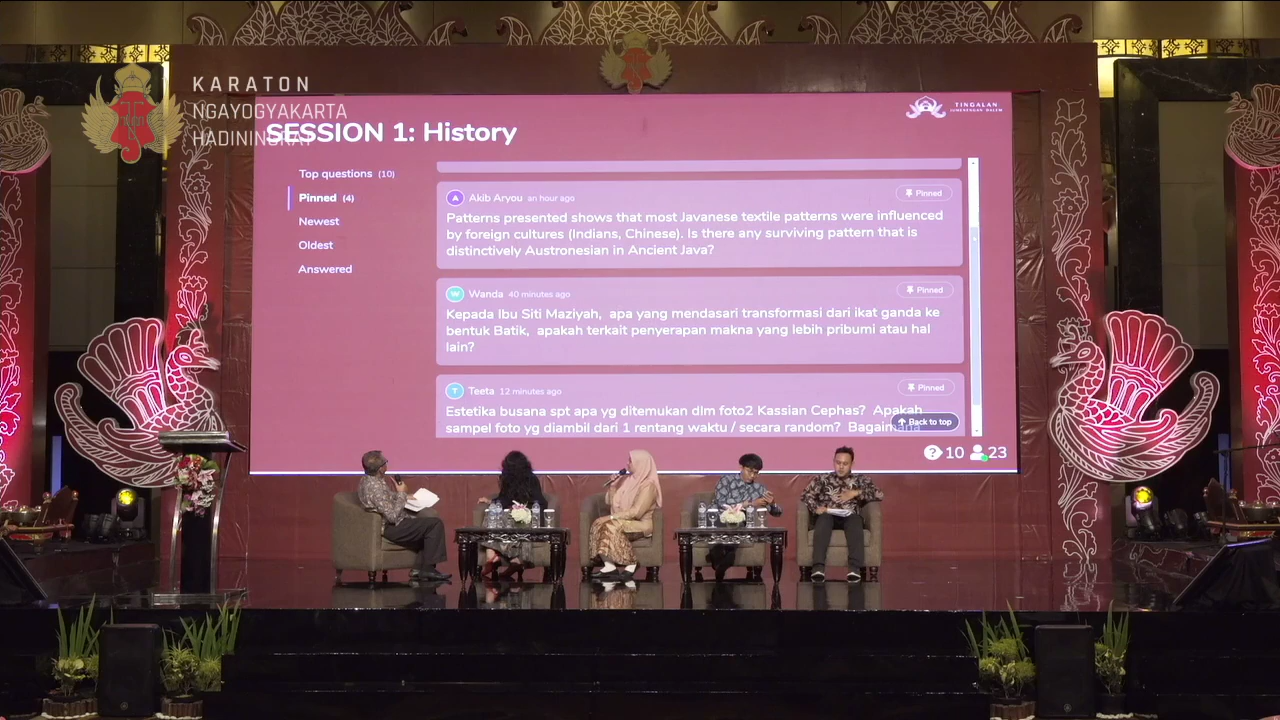 KARATON
NGAYOGYAKARTA
HADININGRAT
TINGALAN
JUMENENGAN DALEM
SESSION 1: History
Top questions (10)
Pinned (4)
Newest
Oldest
Answered
A Akib Aryou an hour ago
Pinned
Patterns presented shows that most Javanese textile patterns were influenced
by foreign cultures (Indians, Chinese). Is there any surviving pattern that is
distinctively Austronesian in Ancient Java?
W Wanda 40 minutes ago
Pinned
Kepada Ibu Siti Maziyah, apa yang mendasari transformasi dari ikat ganda ke
bentuk Batik, apakah terkait penyerapan makna yang lebih pribumi atau hal
lain?
T Teeta 12 minutes ago
Pinned
Estetika busana spt apa yg ditemukan dlm foto2 Kassian Cephas? Apakah
sampel foto yg diambil dari 1 rentang waktu / secara random? Bagaimana
Back to top
10 23